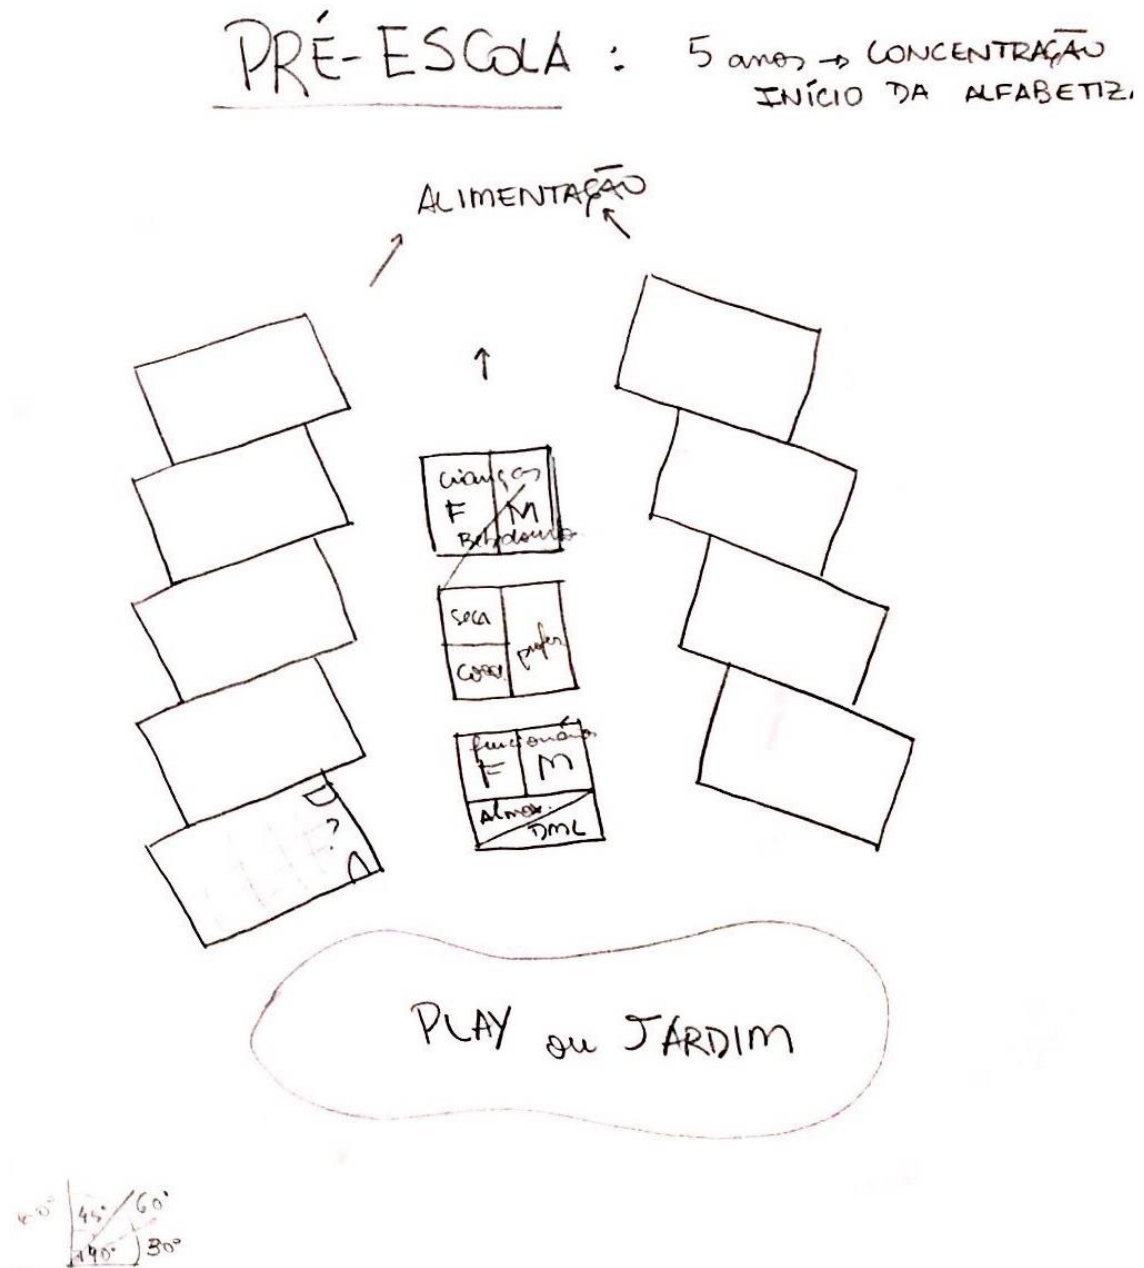 PRÉ-ESCOLA : 5 anos → CONCENTRAÇÃO
INÍCIO DA ALFABETIZ.
ALIMENTAÇÃO
crianças
F M
Bebedouro
seca
profes
coor.
funcionários
F M
Almox.
DML
?
PLAY ou JARDIM
45° 60°
90° 30°